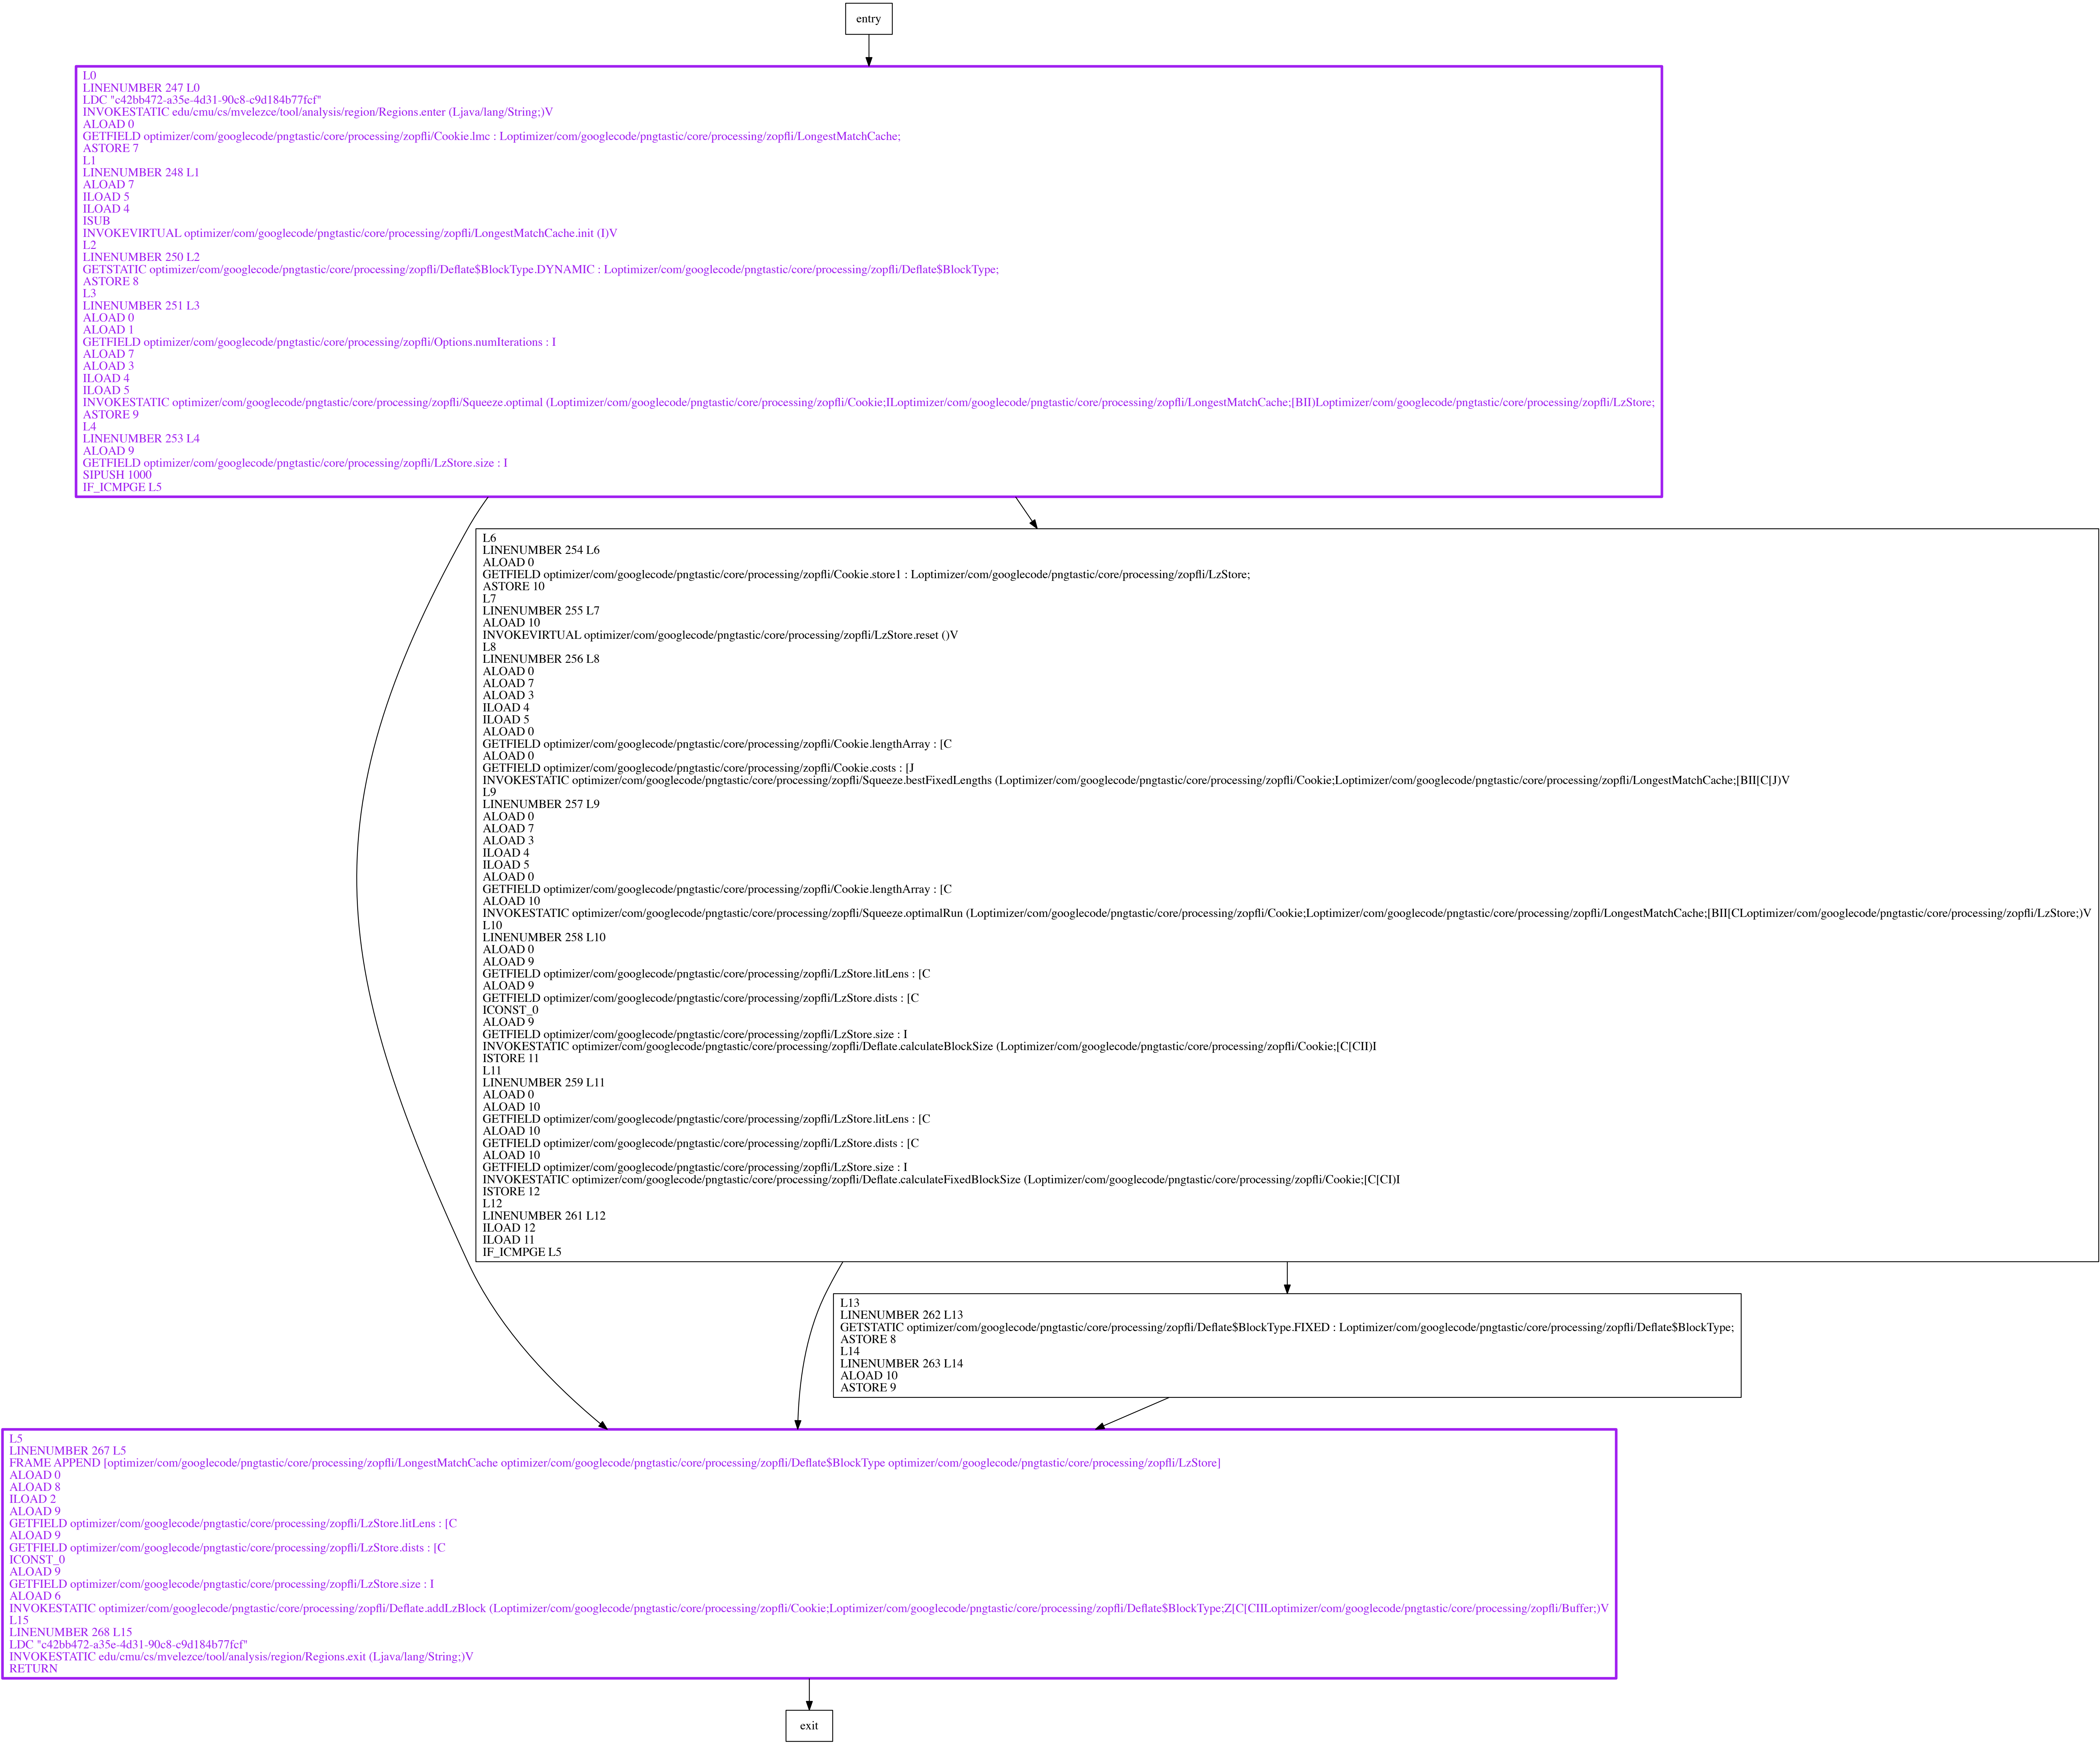 entry
L0
LINENUMBER 247 L0
LDC "c42bb472-a35e-4d31-90c8-c9d184b77fcf"
INVOKESTATIC edu/cmu/cs/mvelezce/tool/analysis/region/Regions.enter (Ljava/lang/String;)V
ALOAD 0
GETFIELD optimizer/com/googlecode/pngtastic/core/processing/zopfli/Cookie.lmc : Loptimizer/com/googlecode/pngtastic/core/processing/zopfli/LongestMatchCache;
ASTORE 7
L1
LINENUMBER 248 L1
ALOAD 7
ILOAD 5
ILOAD 4
ISUB
INVOKEVIRTUAL optimizer/com/googlecode/pngtastic/core/processing/zopfli/LongestMatchCache.init (I)V
L2
LINENUMBER 250 L2
GETSTATIC optimizer/com/googlecode/pngtastic/core/processing/zopfli/Deflate$BlockType.DYNAMIC : Loptimizer/com/googlecode/pngtastic/core/processing/zopfli/Deflate$BlockType;
ASTORE 8
L3
LINENUMBER 251 L3
ALOAD 0
ALOAD 1
GETFIELD optimizer/com/googlecode/pngtastic/core/processing/zopfli/Options.numIterations : I
ALOAD 7
ALOAD 3
ILOAD 4
ILOAD 5
INVOKESTATIC optimizer/com/googlecode/pngtastic/core/processing/zopfli/Squeeze.optimal (Loptimizer/com/googlecode/pngtastic/core/processing/zopfli/Cookie;ILoptimizer/com/googlecode/pngtastic/core/processing/zopfli/LongestMatchCache;[BII)Loptimizer/com/googlecode/pngtastic/core/processing/zopfli/LzStore;
ASTORE 9
L4
LINENUMBER 253 L4
ALOAD 9
GETFIELD optimizer/com/googlecode/pngtastic/core/processing/zopfli/LzStore.size : I
SIPUSH 1000
IF_ICMPGE L5
L6
LINENUMBER 254 L6
ALOAD 0
GETFIELD optimizer/com/googlecode/pngtastic/core/processing/zopfli/Cookie.store1 : Loptimizer/com/googlecode/pngtastic/core/processing/zopfli/LzStore;
ASTORE 10
L7
LINENUMBER 255 L7
ALOAD 10
INVOKEVIRTUAL optimizer/com/googlecode/pngtastic/core/processing/zopfli/LzStore.reset ()V
L8
LINENUMBER 256 L8
ALOAD 0
ALOAD 7
ALOAD 3
ILOAD 4
ILOAD 5
ALOAD 0
GETFIELD optimizer/com/googlecode/pngtastic/core/processing/zopfli/Cookie.lengthArray : [C
ALOAD 0
GETFIELD optimizer/com/googlecode/pngtastic/core/processing/zopfli/Cookie.costs : [J
INVOKESTATIC optimizer/com/googlecode/pngtastic/core/processing/zopfli/Squeeze.bestFixedLengths (Loptimizer/com/googlecode/pngtastic/core/processing/zopfli/Cookie;Loptimizer/com/googlecode/pngtastic/core/processing/zopfli/LongestMatchCache;[BII[C[J)V
L9
LINENUMBER 257 L9
ALOAD 0
ALOAD 7
ALOAD 3
ILOAD 4
ILOAD 5
ALOAD 0
GETFIELD optimizer/com/googlecode/pngtastic/core/processing/zopfli/Cookie.lengthArray : [C
ALOAD 10
INVOKESTATIC optimizer/com/googlecode/pngtastic/core/processing/zopfli/Squeeze.optimalRun (Loptimizer/com/googlecode/pngtastic/core/processing/zopfli/Cookie;Loptimizer/com/googlecode/pngtastic/core/processing/zopfli/LongestMatchCache;[BII[CLoptimizer/com/googlecode/pngtastic/core/processing/zopfli/LzStore;)V
L10
LINENUMBER 258 L10
ALOAD 0
ALOAD 9
GETFIELD optimizer/com/googlecode/pngtastic/core/processing/zopfli/LzStore.litLens : [C
ALOAD 9
GETFIELD optimizer/com/googlecode/pngtastic/core/processing/zopfli/LzStore.dists : [C
ICONST_0
ALOAD 9
GETFIELD optimizer/com/googlecode/pngtastic/core/processing/zopfli/LzStore.size : I
INVOKESTATIC optimizer/com/googlecode/pngtastic/core/processing/zopfli/Deflate.calculateBlockSize (Loptimizer/com/googlecode/pngtastic/core/processing/zopfli/Cookie;[C[CII)I
ISTORE 11
L11
LINENUMBER 259 L11
ALOAD 0
ALOAD 10
GETFIELD optimizer/com/googlecode/pngtastic/core/processing/zopfli/LzStore.litLens : [C
ALOAD 10
GETFIELD optimizer/com/googlecode/pngtastic/core/processing/zopfli/LzStore.dists : [C
ALOAD 10
GETFIELD optimizer/com/googlecode/pngtastic/core/processing/zopfli/LzStore.size : I
INVOKESTATIC optimizer/com/googlecode/pngtastic/core/processing/zopfli/Deflate.calculateFixedBlockSize (Loptimizer/com/googlecode/pngtastic/core/processing/zopfli/Cookie;[C[CI)I
ISTORE 12
L12
LINENUMBER 261 L12
ILOAD 12
ILOAD 11
IF_ICMPGE L5
L13
LINENUMBER 262 L13
GETSTATIC optimizer/com/googlecode/pngtastic/core/processing/zopfli/Deflate$BlockType.FIXED : Loptimizer/com/googlecode/pngtastic/core/processing/zopfli/Deflate$BlockType;
ASTORE 8
L14
LINENUMBER 263 L14
ALOAD 10
ASTORE 9
L5
LINENUMBER 267 L5
FRAME APPEND [optimizer/com/googlecode/pngtastic/core/processing/zopfli/LongestMatchCache optimizer/com/googlecode/pngtastic/core/processing/zopfli/Deflate$BlockType optimizer/com/googlecode/pngtastic/core/processing/zopfli/LzStore]
ALOAD 0
ALOAD 8
ILOAD 2
ALOAD 9
GETFIELD optimizer/com/googlecode/pngtastic/core/processing/zopfli/LzStore.litLens : [C
ALOAD 9
GETFIELD optimizer/com/googlecode/pngtastic/core/processing/zopfli/LzStore.dists : [C
ICONST_0
ALOAD 9
GETFIELD optimizer/com/googlecode/pngtastic/core/processing/zopfli/LzStore.size : I
ALOAD 6
INVOKESTATIC optimizer/com/googlecode/pngtastic/core/processing/zopfli/Deflate.addLzBlock (Loptimizer/com/googlecode/pngtastic/core/processing/zopfli/Cookie;Loptimizer/com/googlecode/pngtastic/core/processing/zopfli/Deflate$BlockType;Z[C[CIILoptimizer/com/googlecode/pngtastic/core/processing/zopfli/Buffer;)V
L15
LINENUMBER 268 L15
LDC "c42bb472-a35e-4d31-90c8-c9d184b77fcf"
INVOKESTATIC edu/cmu/cs/mvelezce/tool/analysis/region/Regions.exit (Ljava/lang/String;)V
RETURN
exit